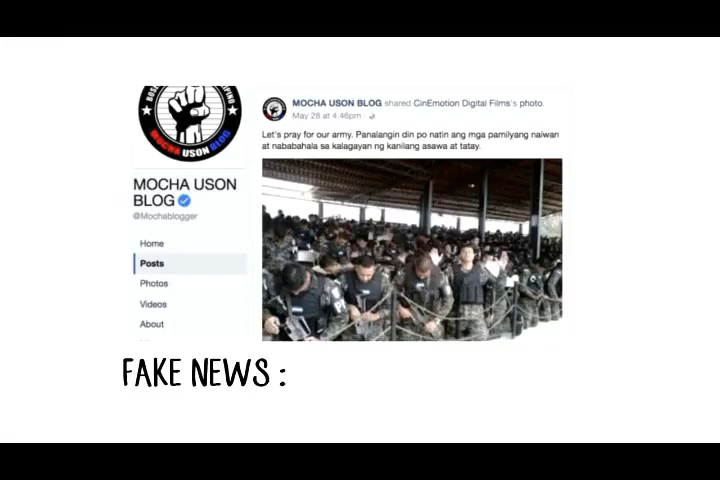 MOCHA USON BLOG
MOCHA USON BLOG shared CinEmotion Digital Films's photo.
May 28 at 4:46pm ·
Let's pray for our army. Panalangin din po natin ang mga pamilyang naiwan
at nababahala sa kalagayan ng kanilang asawa at tatay.
MOCHA USON
BLOG
@Mochablogger
Home
Posts
Photos
Videos
About
FAKE NEWS :